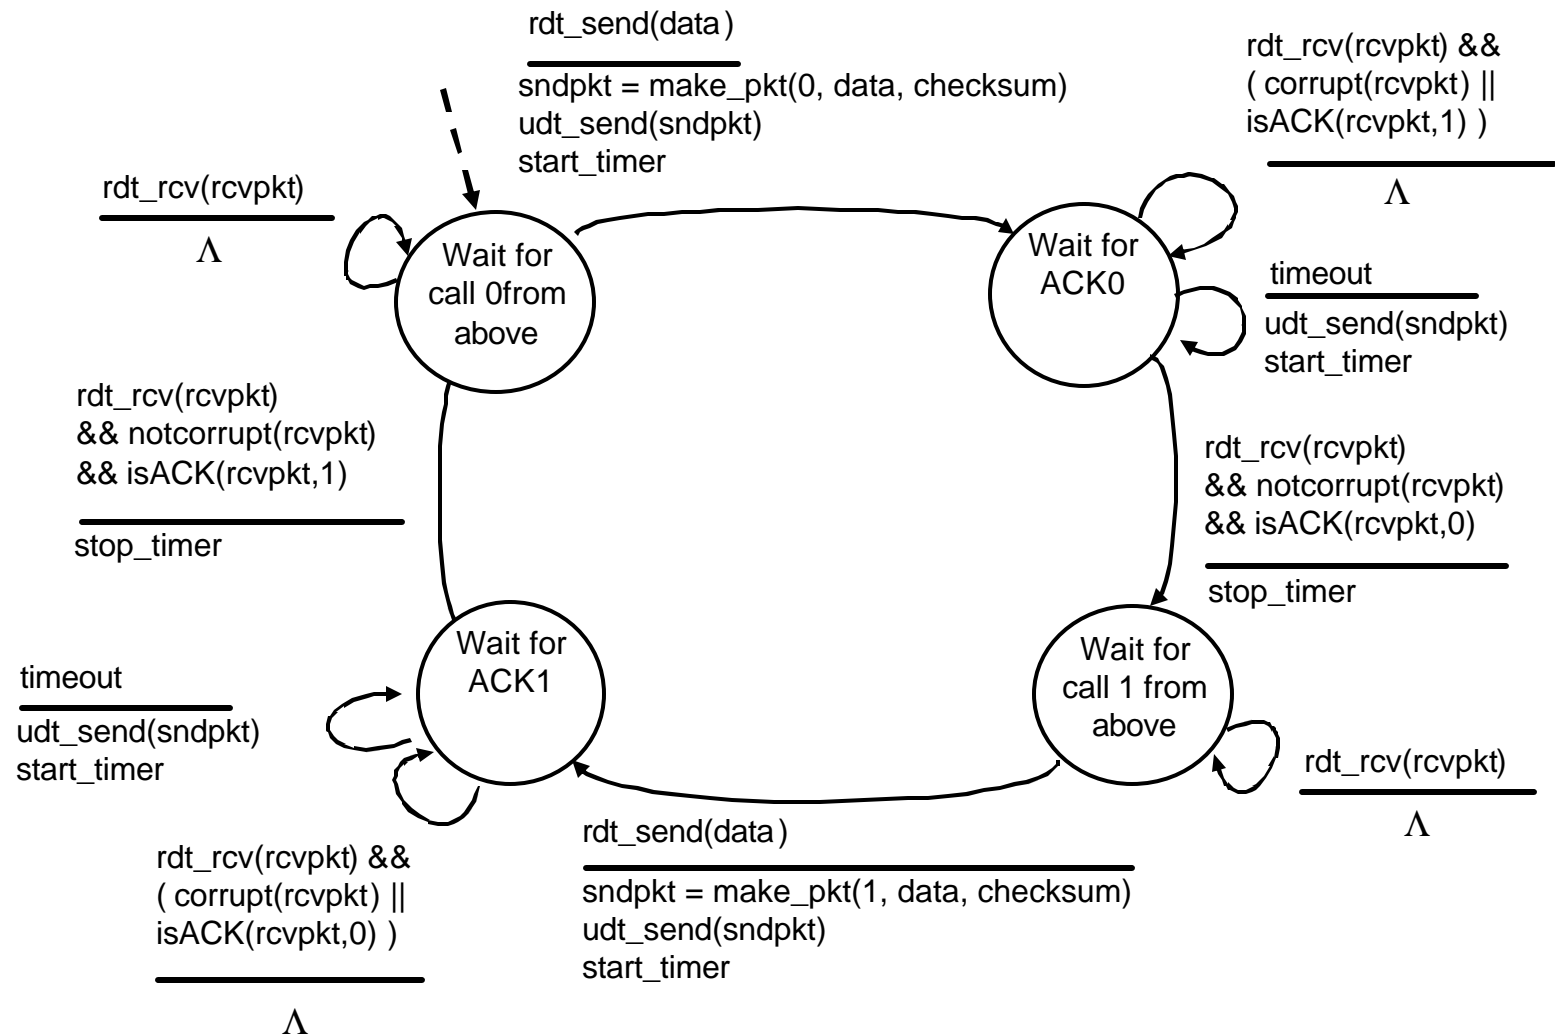 rdt_send(data)
sndpkt = make_pkt(0, data, checksum)
udt_send(sndpkt)
start_timer
rdt_rcv(rcvpkt) &&
( corrupt(rcvpkt) ||
isACK(rcvpkt,1) )
Λ
rdt_rcv(rcvpkt)
Λ
Wait for
call 0from
above
Wait for
ACK0
timeout
udt_send(sndpkt)
start_timer
rdt_rcv(rcvpkt)
&& notcorrupt(rcvpkt)
&& isACK(rcvpkt,1)
stop_timer
rdt_rcv(rcvpkt)
&& notcorrupt(rcvpkt)
&& isACK(rcvpkt,0)
stop_timer
Wait for
ACK1
Wait for
call 1 from
above
timeout
udt_send(sndpkt)
start_timer
rdt_rcv(rcvpkt)
Λ
rdt_rcv(rcvpkt) &&
( corrupt(rcvpkt) ||
isACK(rcvpkt,0) )
Λ
rdt_send(data)
sndpkt = make_pkt(1, data, checksum)
udt_send(sndpkt)
start_timer